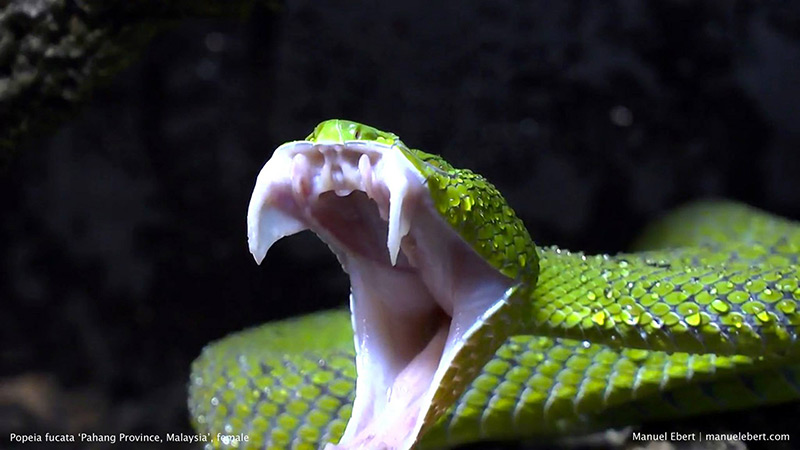 Popeia fucata ‘Pahang Province, Malaysia’, female
Manuel Ebert | manuelebert.com